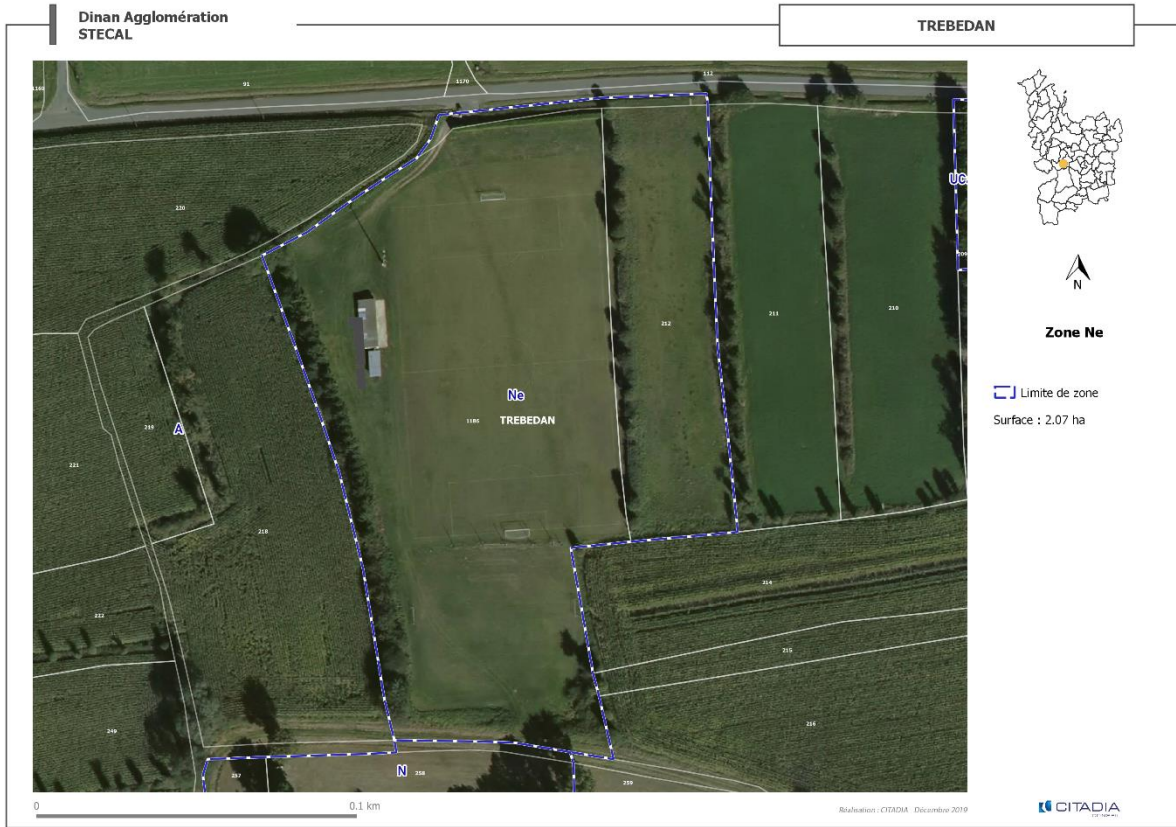 Dinan Agglomération
STECAL
TREBEDAN
91
1170
112
220
UC
N
212
211
210
Zone Ne
Limite de zone
Surface : 2.07 ha
Ne
TREBEDAN
219
A
221
218
214
222
215
216
249
N
237
258
259
0
0.1 km
Réalisation : CITADIA Décembre 2019
CITADIA